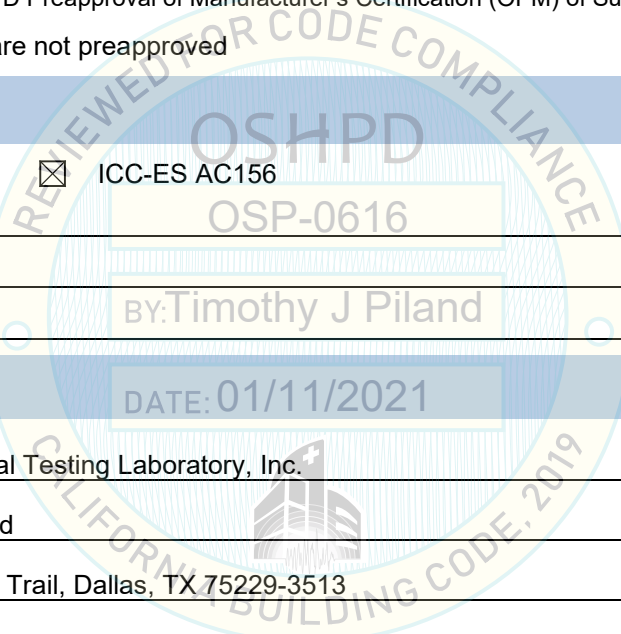 D Preapproval of Manufacturer's Certification (OPM) of Su
are not preapproved
REVIEWED FOR CODE COMPLIANCE
OSHPD
ICC-ES AC156
OSP-0616
BY: Timothy J Piland
DATE: 01/11/2021
al Testing Laboratory, Inc.
d
Trail, Dallas, TX 75229-3513
CALIFORNIA BUILDING CODE, 2019